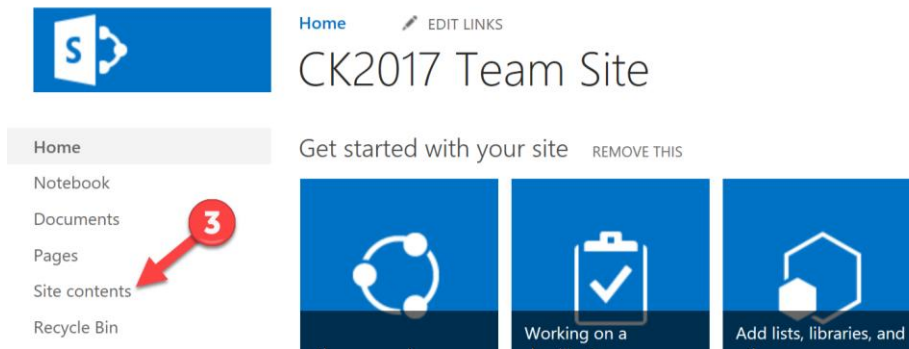 S
Home EDIT LINKS
CK2017 Team Site
Home
Notebook
Documents
3
Pages
Site contents
Recycle Bin
Get started with your site REMOVE THIS
Working on a
Add lists, libraries, and